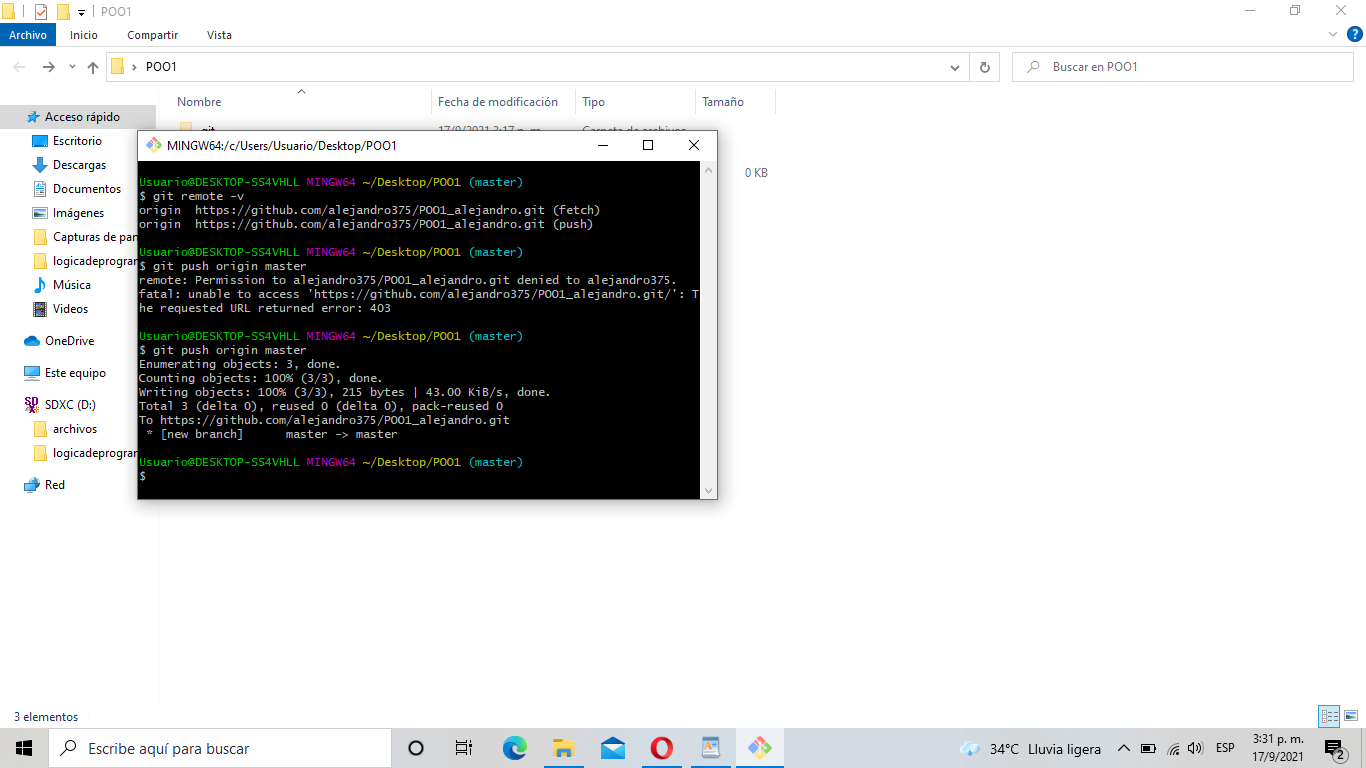 POO1
Archivo
Inicio
Compartir
Vista
POO1
Buscar en POO1
Nombre
Fecha de modificación
Tipo
Tamaño
Acceso rápido
Escritorio
Descargas
Documentos
Imágenes
Capturas de pan
logicadeprogram
Música
Videos
OneDrive
Este equipo
SDXC (D:)
archivos
logicadeprogram
Red
.git
17/9/2021 3:17 p. m.
Carpeta de archivos
0 KB
MINGW64:/c/Users/Usuario/Desktop/POO1
Usuario@DESKTOP-SS4VHLL MINGW64 ~/Desktop/POO1 (master)
$ git remote -v
origin  https://github.com/alejandro375/POO1_alejandro.git (fetch)
origin  https://github.com/alejandro375/POO1_alejandro.git (push)
Usuario@DESKTOP-SS4VHLL MINGW64 ~/Desktop/POO1 (master)
$ git push origin master
remote: Permission to alejandro375/POO1_alejandro.git denied to alejandro375.
fatal: unable to access 'https://github.com/alejandro375/POO1_alejandro.git/': T
he requested URL returned error: 403
Usuario@DESKTOP-SS4VHLL MINGW64 ~/Desktop/POO1 (master)
$ git push origin master
Enumerating objects: 3, done.
Counting objects: 100% (3/3), done.
Writing objects: 100% (3/3), 215 bytes | 43.00 KiB/s, done.
Total 3 (delta 0), reused 0 (delta 0), pack-reused 0
To https://github.com/alejandro375/POO1_alejandro.git
 * [new branch]      master -> master
Usuario@DESKTOP-SS4VHLL MINGW64 ~/Desktop/POO1 (master)
$
3 elementos
Escribe aquí para buscar
34°C Lluvia ligera
ESP
3:31 p. m.
17/9/2021
2